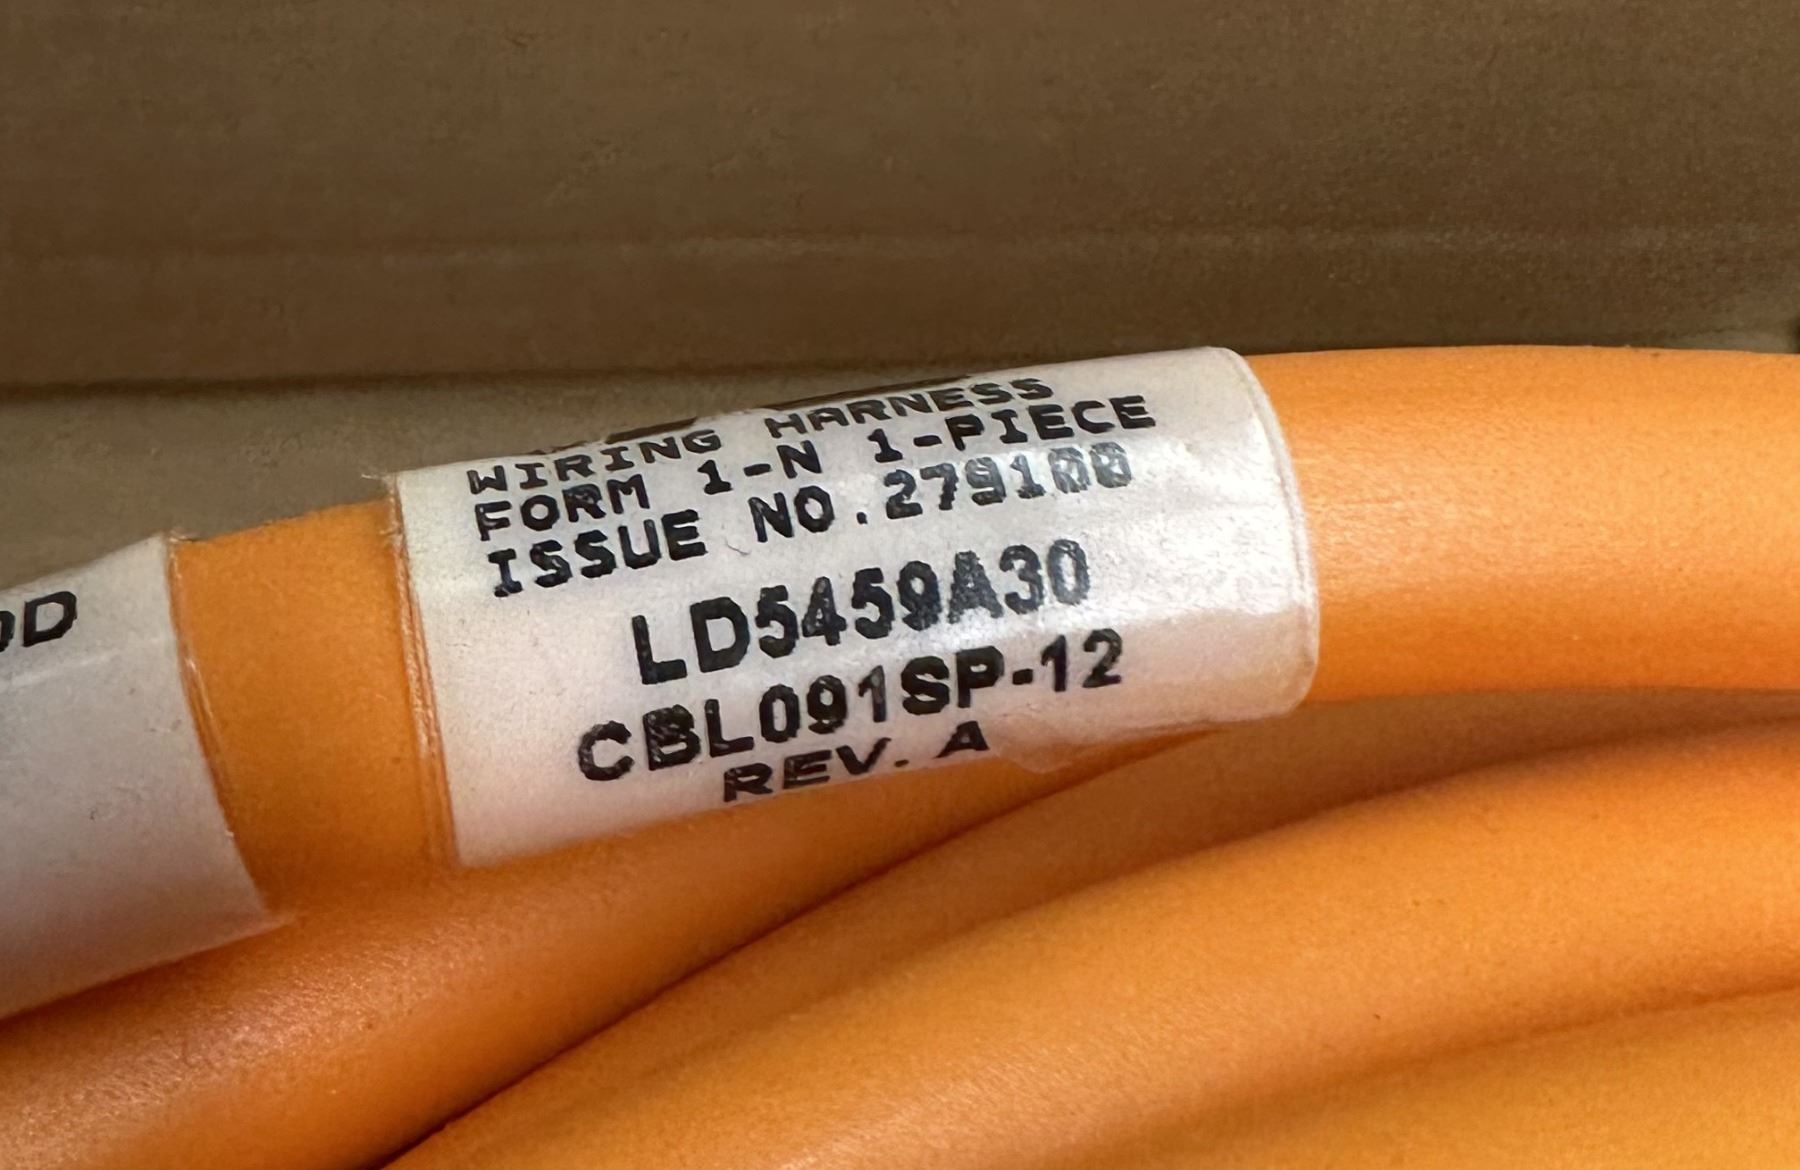 WIRING HARNESS
FORM 1-N 1-PIECE
ISSUE NO.279100
LD5459A30
CBL091SP-12
REV. A